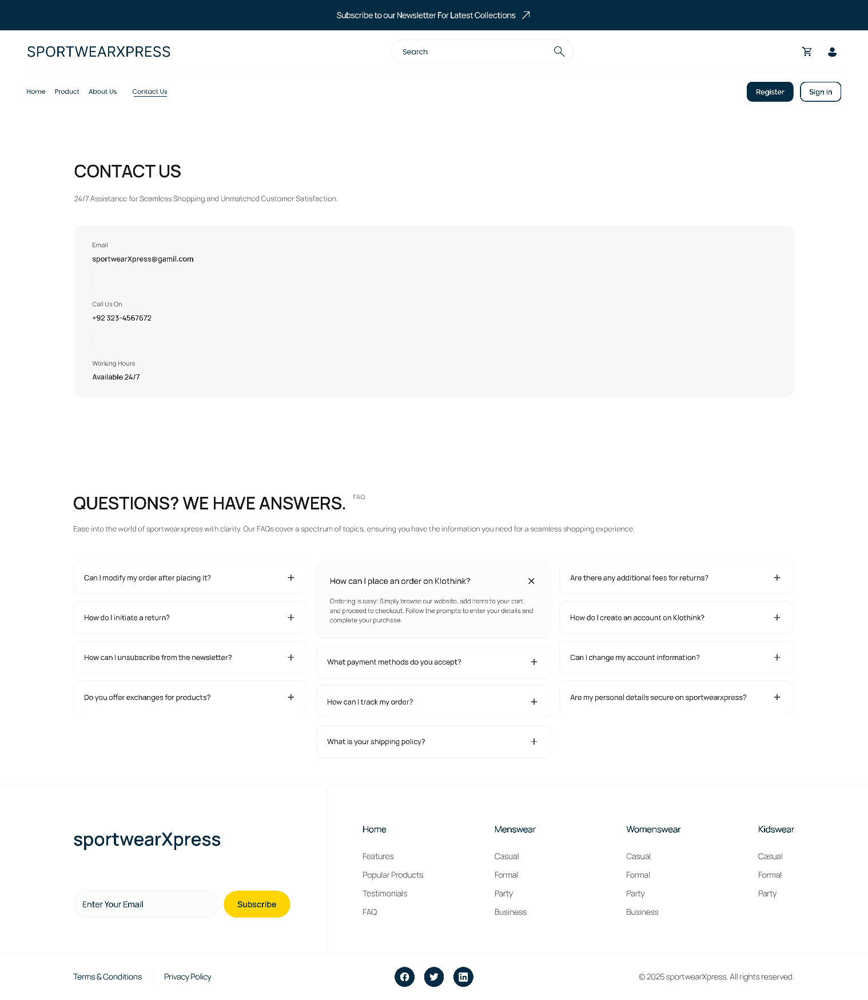 Subscribe to our Newsletter For Latest Collections
SPORTWEARXPRESS
Search
Home Product About Us Contact Us
Register Sign in
CONTACT US
24/7 Assistance for Seamless Shopping and Unmatched Customer Satisfaction.
Email
sportwearXpress@gamil.com
Call Us On
+92 323-4567672
Working Hours
Available 24/7
QUESTIONS? WE HAVE ANSWERS. FAQ
Ease into the world of sportwearxpress with clarity. Our FAQs cover a spectrum of topics, ensuring you have the information you need for a seamless shopping experience.
Can I modify my order after placing it?
How do I initiate a return?
How can I unsubscribe from the newsletter?
Do you offer exchanges for products?
How can I place an order on Klothink?
Ordering is easy! Simply browse our website, add items to your cart,
and proceed to checkout. Follow the prompts to enter your details and
complete your purchase.
What payment methods do you accept?
How can I track my order?
What is your shipping policy?
Are there any additional fees for returns?
How do I create an account on Klothink?
Can I change my account information?
Are my personal details secure on sportwearxpress?
sportwearXpress
Enter Your Email
Subscribe
Home
Features
Popular Products
Testimonials
FAQ
Menswear
Casual
Formal
Party
Business
Womenswear
Casual
Formal
Party
Business
Kidswear
Casual
Formal
Party
Terms & Conditions
Privacy Policy
© 2025 sportwearXpress. All rights reserved.